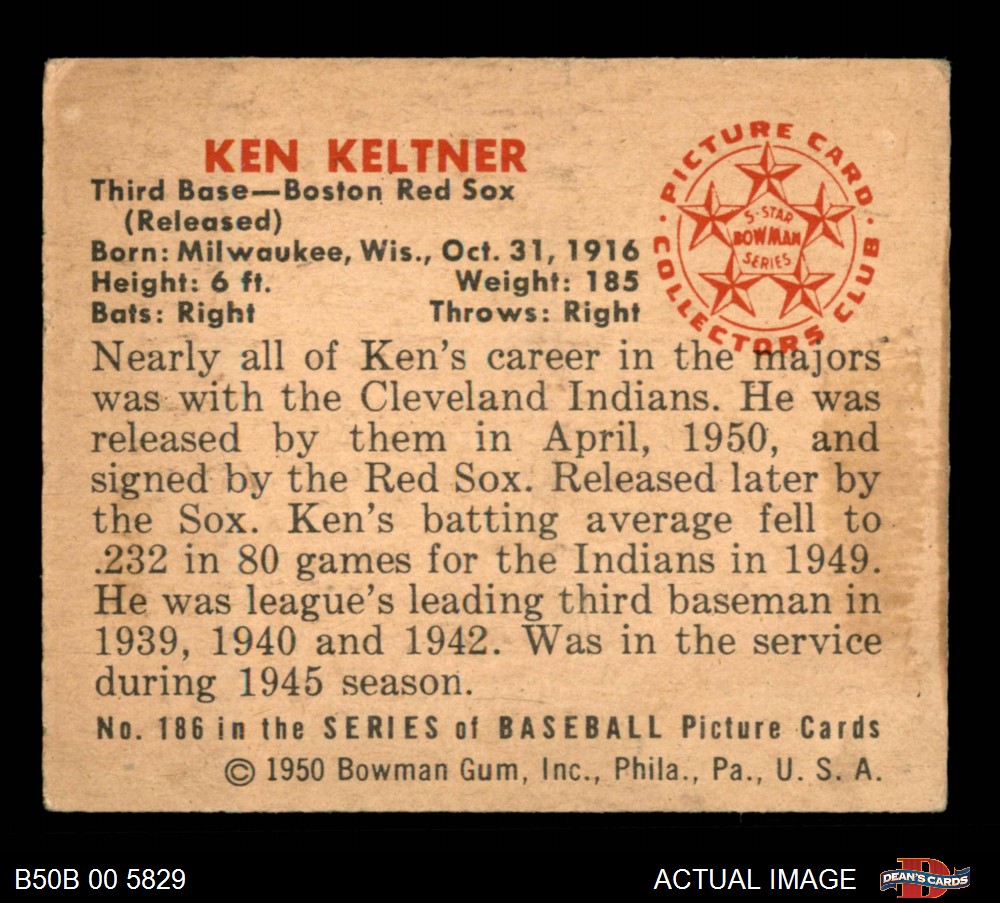 KEN KELTNER
Third Base—Boston Red Sox
(Released)
Born: Milwaukee, Wis., Oct. 31, 1916
Height: 6 ft. Weight: 185
Bats: Right Throws: Right
PICTURE CARD
COLLECTORS CLUB
5-STAR
BOWMAN
SERIES
Nearly all of Ken's career in the majors
was with the Cleveland Indians. He was
released by them in April, 1950, and
signed by the Red Sox. Released later by
the Sox. Ken's batting average fell to
.232 in 80 games for the Indians in 1949.
He was league's leading third baseman in
1939, 1940 and 1942. Was in the service
during 1945 season.
No. 186 in the SERIES of BASEBALL Picture Cards
© 1950 Bowman Gum, Inc., Phila., Pa., U. S. A.
B50B 00 5829
ACTUAL IMAGE
D
DEAN'S CARDS